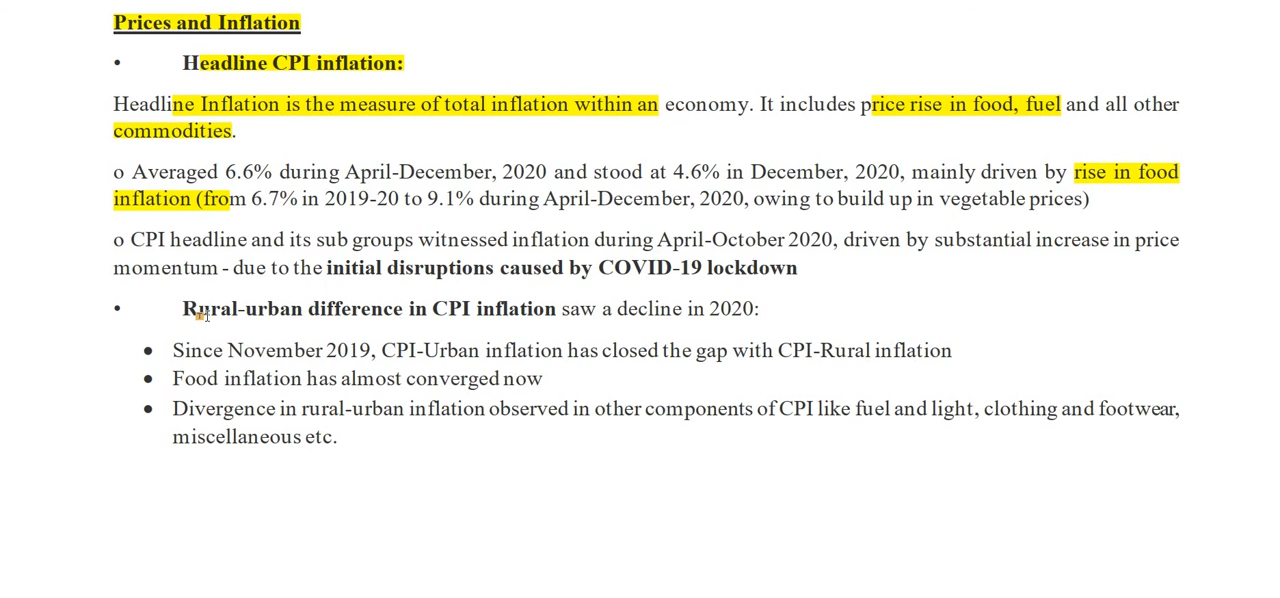 Prices and Inflation
• Headline CPI inflation:
Headline Inflation is the measure of total inflation within an economy. It includes price rise in food, fuel and all other
commodities.
o Averaged 6.6% during April-December, 2020 and stood at 4.6% in December, 2020, mainly driven by rise in food
inflation (from 6.7% in 2019-20 to 9.1% during April-December, 2020, owing to build up in vegetable prices)
o CPI headline and its sub groups witnessed inflation during April-October 2020, driven by substantial increase in price
momentum - due to the initial disruptions caused by COVID-19 lockdown
• Rural-urban difference in CPI inflation saw a decline in 2020:
● Since November 2019, CPI-Urban inflation has closed the gap with CPI-Rural inflation
● Food inflation has almost converged now
● Divergence in rural-urban inflation observed in other components of CPI like fuel and light, clothing and footwear,
miscellaneous etc.